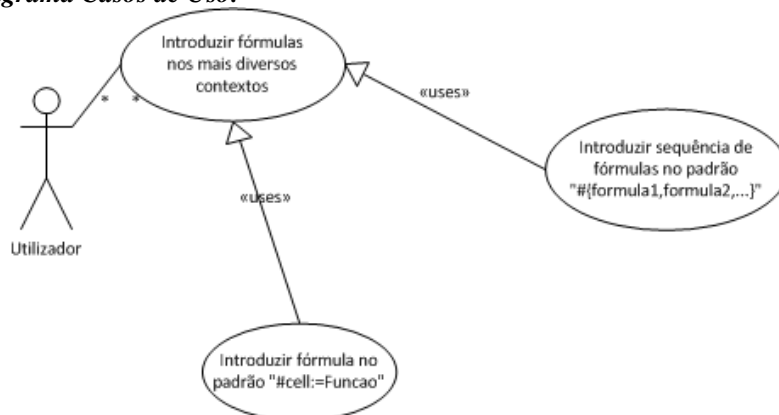 grama Casos de Uso:
Introduzir fórmulas
nos mais diversos
contextos
«uses»
* *
Introduzir sequência de
fórmulas no padrão
"#{formula1,formula2,...}"
«uses»
Utilizador
Introduzir fórmula no
padrão "#cell:=Funcao"